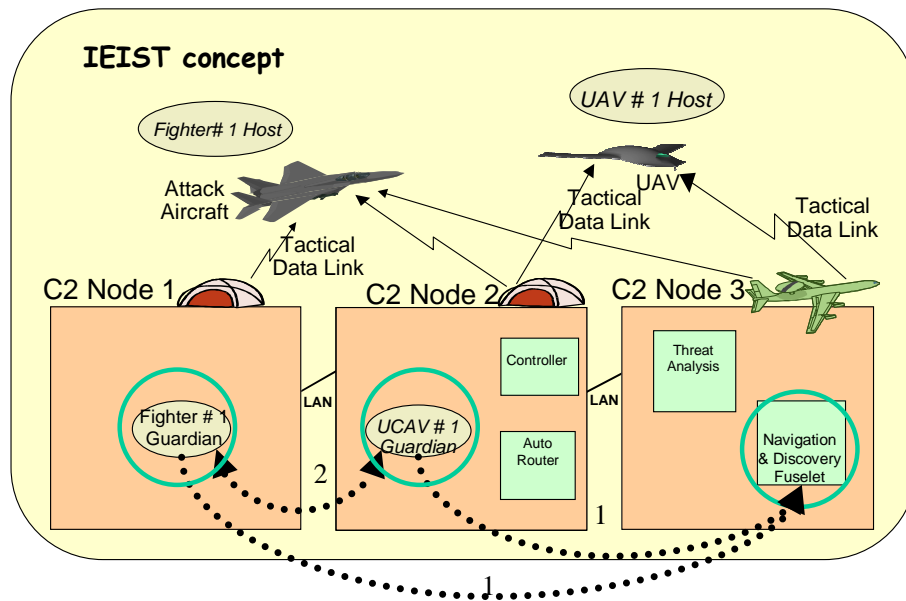 IEIST concept
UAV # 1 Host
Fighter# 1 Host
Attack
Aircraft
UAV
Tactical
Data Link
Tactical
Data Link
Tactical
Data Link
C2 Node 1
C2 Node 2
C2 Node 3
Controller
Threat
Analysis
LAN
LAN
Fighter # 1
Guardian
UCAV # 1
Guardian
Auto
Router
Navigation
& Discovery
Fuselet
2
1
1